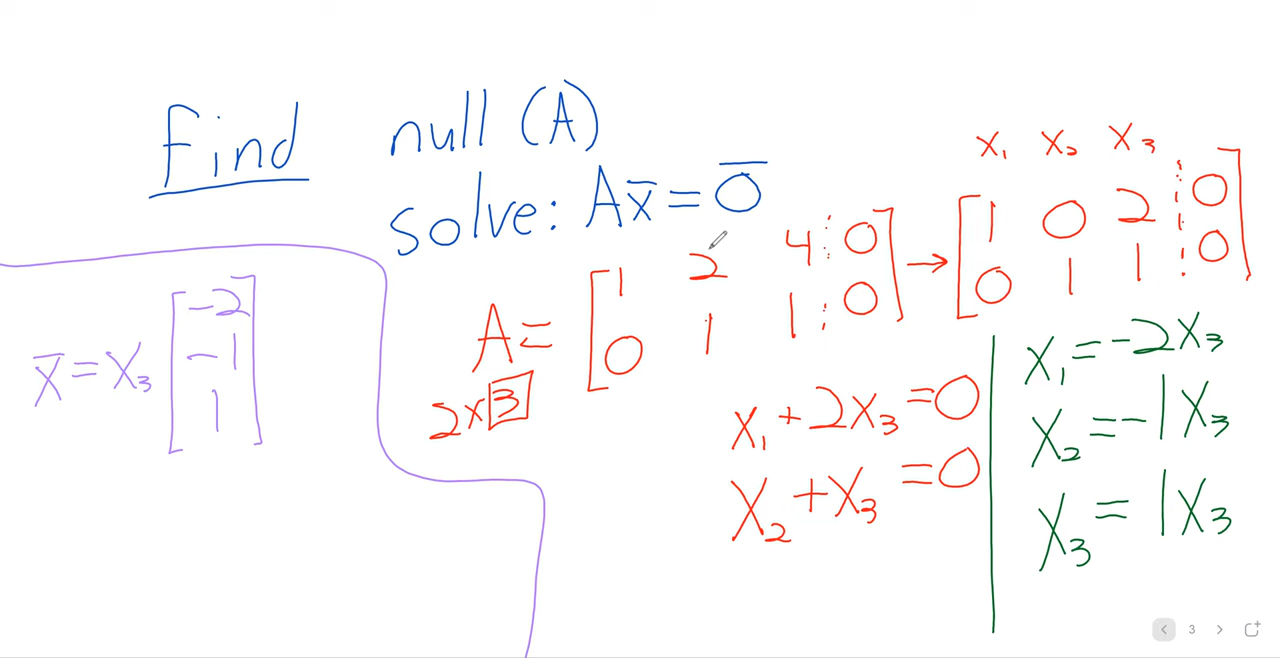 Find null (A)
solve: Ax̄ = 0̄
A = [1 2 4 ⋮ 0
0 1 1 ⋮ 0]
2x3
→
x₁ x₂ x₃
[1 0 2 ⋮ 0
0 1 1 ⋮ 0]
x₁ + 2x₃ = 0
x₂ + x₃ = 0
x₁ = -2x₃
x₂ = -1x₃
x₃ = 1x₃
x̄ = x₃ [-2
-1
1]
3